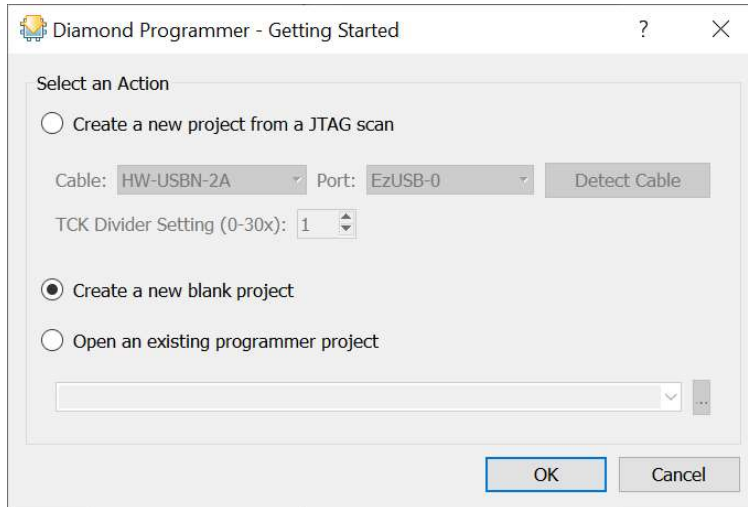 Diamond Programmer - Getting Started ?
Select an Action
Create a new project from a JTAG scan
Cable: HW-USBN-2A Port: EzUSB-0 Detect Cable
TCK Divider Setting (0-30x): 1
Create a new blank project
Open an existing programmer project
...
OK Cancel